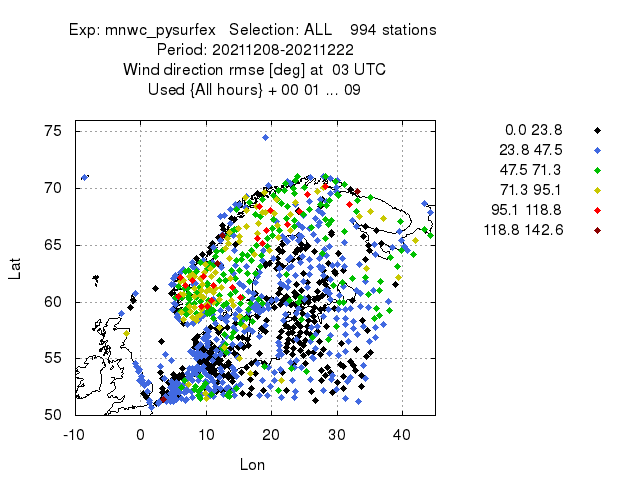 Exp: mnwc_pysurfex Selection: ALL 994 stations
Period: 20211208-20211222
Wind direction rmse [deg] at 03 UTC
Used {All hours} + 00 01 ... 09
0.0 23.8
23.8 47.5
47.5 71.3
71.3 95.1
95.1 118.8
118.8 142.6
75
70
65
60
55
50
Lat
-10 0 10 20 30 40
Lon